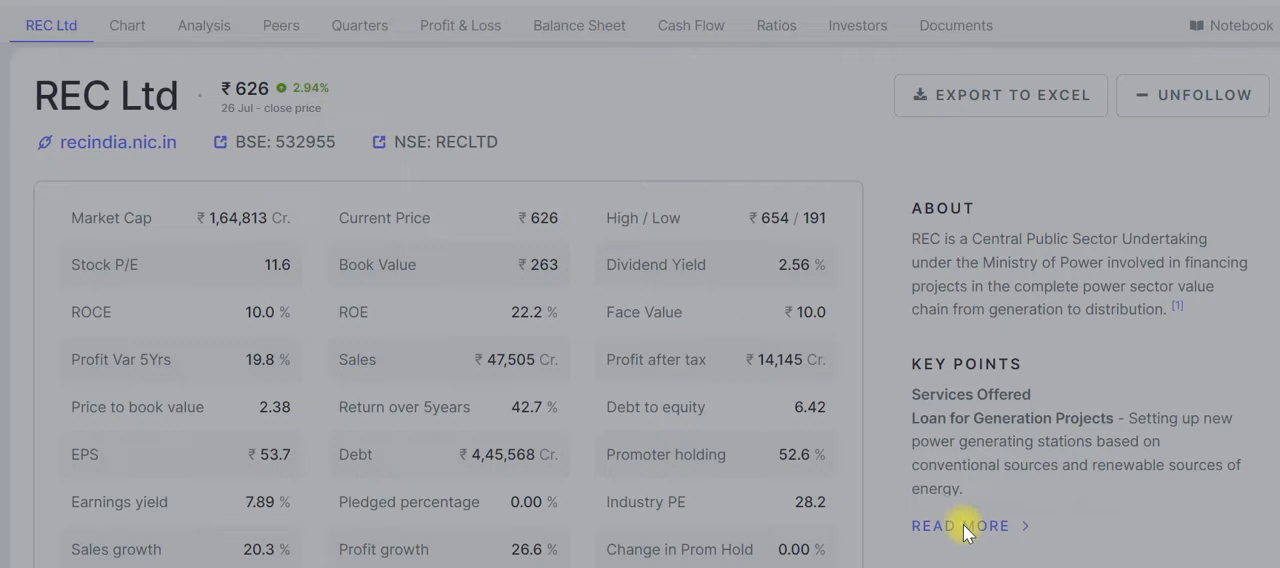 REC Ltd Chart Analysis Peers Quarters Profit & Loss Balance Sheet Cash Flow Ratios Investors Documents Notebook
REC Ltd ₹ 626 2.94%
26 Jul - close price
EXPORT TO EXCEL UNFOLLOW
recindia.nic.in BSE: 532955 NSE: RECLTD
Market Cap ₹ 1,64,813 Cr. Current Price ₹ 626 High / Low ₹ 654 / 191
Stock P/E 11.6 Book Value ₹ 263 Dividend Yield 2.56 %
ROCE 10.0 % ROE 22.2 % Face Value ₹ 10.0
Profit Var 5Yrs 19.8 % Sales ₹ 47,505 Cr. Profit after tax ₹ 14,145 Cr.
Price to book value 2.38 Return over 5years 42.7 % Debt to equity 6.42
EPS ₹ 53.7 Debt ₹ 4,45,568 Cr. Promoter holding 52.6 %
Earnings yield 7.89 % Pledged percentage 0.00 % Industry PE 28.2
Sales growth 20.3 % Profit growth 26.6 % Change in Prom Hold 0.00 %
ABOUT
REC is a Central Public Sector Undertaking
under the Ministry of Power involved in financing
projects in the complete power sector value
chain from generation to distribution. [1]
KEY POINTS
Services Offered
Loan for Generation Projects - Setting up new
power generating stations based on
conventional sources and renewable sources of
energy.
READ MORE